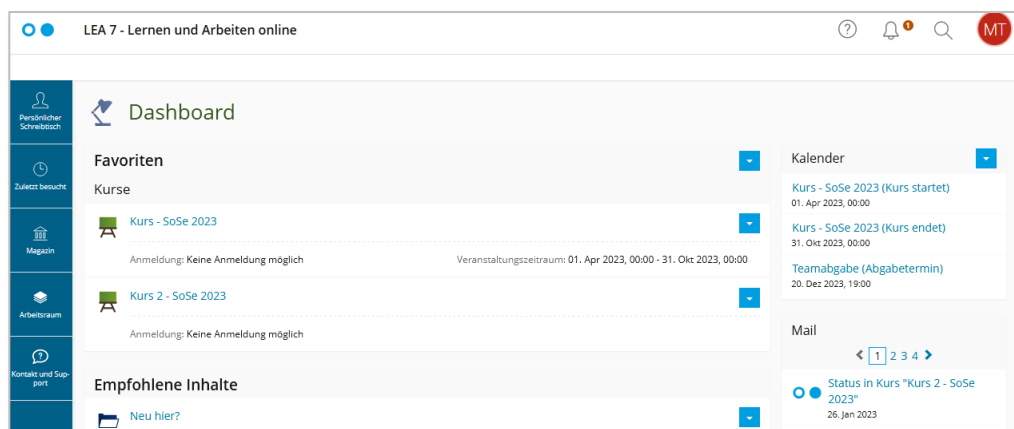 LEA 7 - Lernen und Arbeiten online
1
MT
Persönlicher
Schreibtisch
Zuletzt besucht
Magazin
Arbeitsraum
Kontakt und Sup-
port
Dashboard
Favoriten
Kurse
Kurs - SoSe 2023
Anmeldung: Keine Anmeldung möglich
Veranstaltungszeitraum: 01. Apr 2023, 00:00 - 31. Okt 2023, 00:00
Kurs 2 - SoSe 2023
Anmeldung: Keine Anmeldung möglich
Empfohlene Inhalte
Neu hier?
Kalender
Kurs - SoSe 2023 (Kurs startet)
01. Apr 2023, 00:00
Kurs - SoSe 2023 (Kurs endet)
31. Okt 2023, 00:00
Teamabgabe (Abgabetermin)
20. Dez 2023, 19:00
Mail
1 2 3 4
Status in Kurs "Kurs 2 - SoSe
2023"
26. Jan 2023